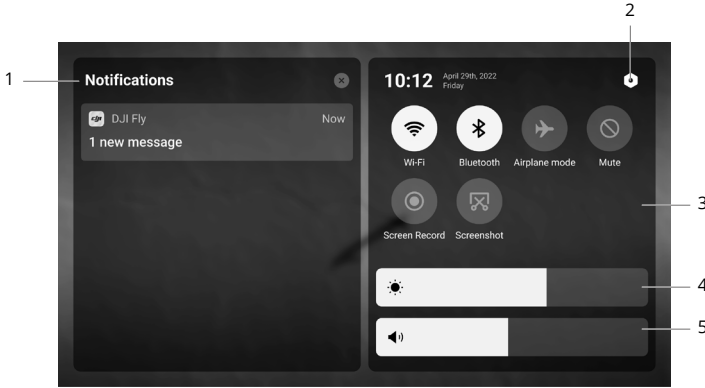 2
1
Notifications
dji DJI Fly Now
1 new message
10:12 April 29th, 2022
Friday
Wi-Fi Bluetooth Airplane mode Mute
3
Screen Record Screenshot
4
5